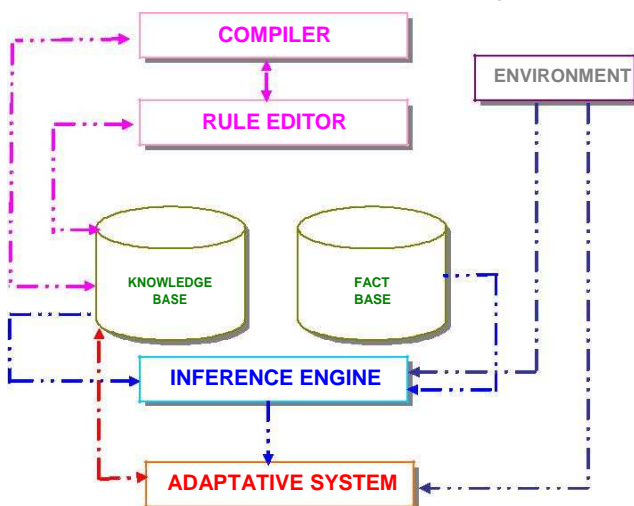 COMPILER
ENVIRONMENT
RULE EDITOR
KNOWLEDGE
BASE
FACT
BASE
INFERENCE ENGINE
ADAPTATIVE SYSTEM